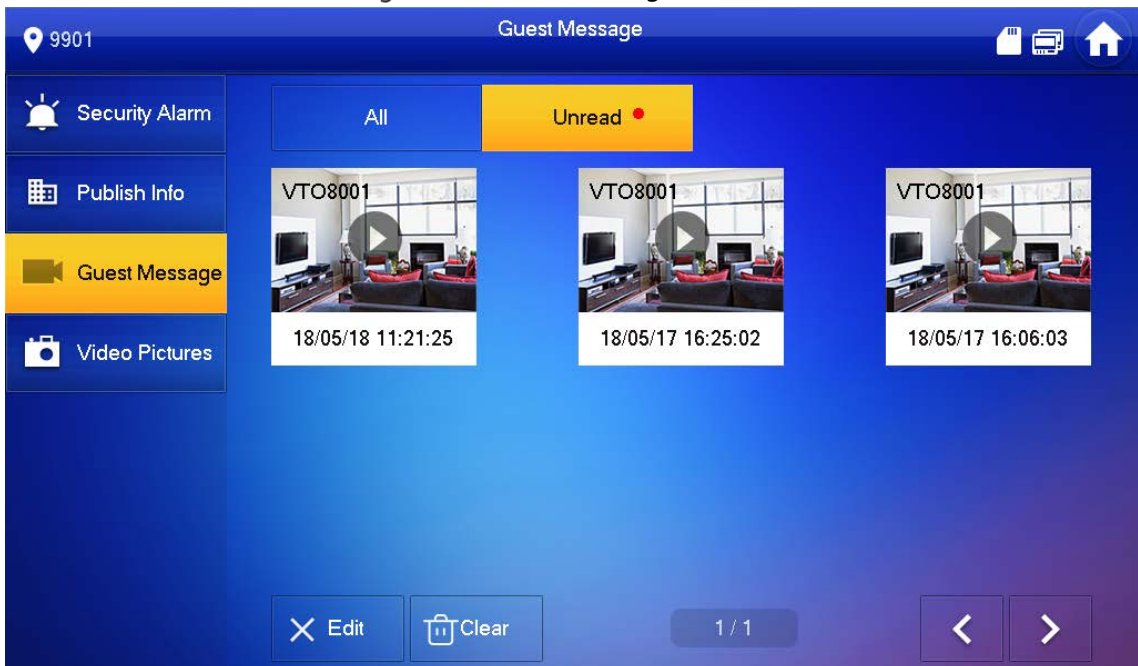 9901
Guest Message
Security Alarm
Publish Info
Guest Message
Video Pictures
All
Unread
VTO8001
18/05/18 11:21:25
VTO8001
18/05/17 16:25:02
VTO8001
18/05/17 16:06:03
Edit
Clear
1 / 1